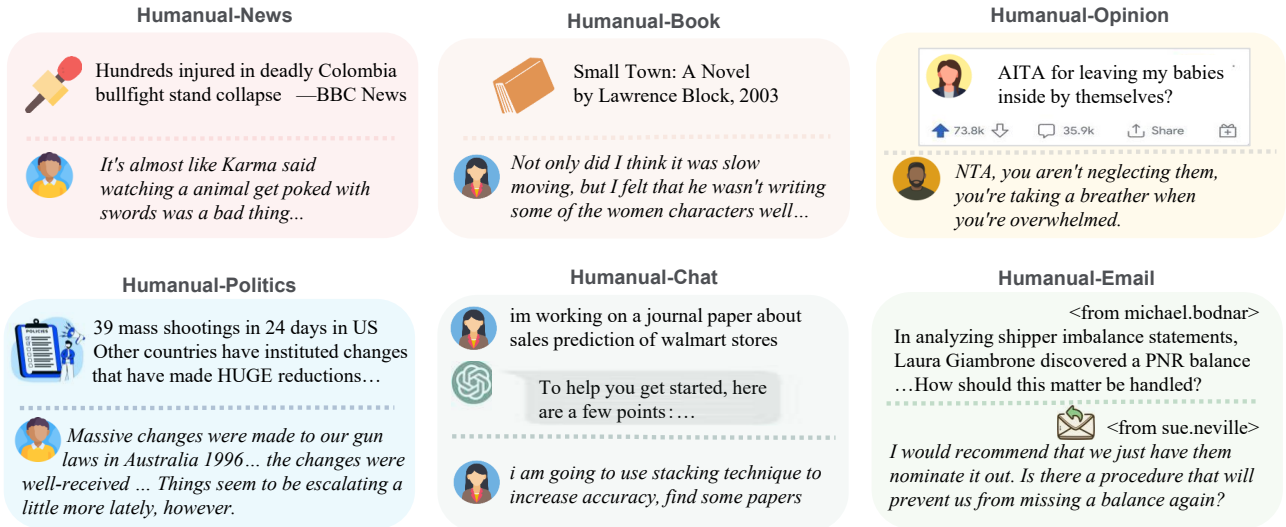 Humanual-News
Hundreds injured in deadly Colombia
bullfight stand collapse —BBC News
It's almost like Karma said
watching a animal get poked with
swords was a bad thing...
Humanual-Book
Small Town: A Novel
by Lawrence Block, 2003
Not only did I think it was slow
moving, but I felt that he wasn't writing
some of the women characters well…
Humanual-Opinion
AITA for leaving my babies
inside by themselves?
73.8k 35.9k Share
NTA, you aren't neglecting them,
you're taking a breather when
you're overwhelmed.
Humanual-Politics
POLICIES
39 mass shootings in 24 days in US
Other countries have instituted changes
that have made HUGE reductions…
Massive changes were made to our gun
laws in Australia 1996… the changes were
well-received … Things seem to be escalating a
little more lately, however.
Humanual-Chat
im working on a journal paper about
sales prediction of walmart stores
To help you get started, here
are a few points: …
i am going to use stacking technique to
increase accuracy, find some papers
Humanual-Email
<from michael.bodnar>
In analyzing shipper imbalance statements,
Laura Giambrone discovered a PNR balance
…How should this matter be handled?
<from sue.neville>
I would recommend that we just have them
nominate it out. Is there a procedure that will
prevent us from missing a balance again?